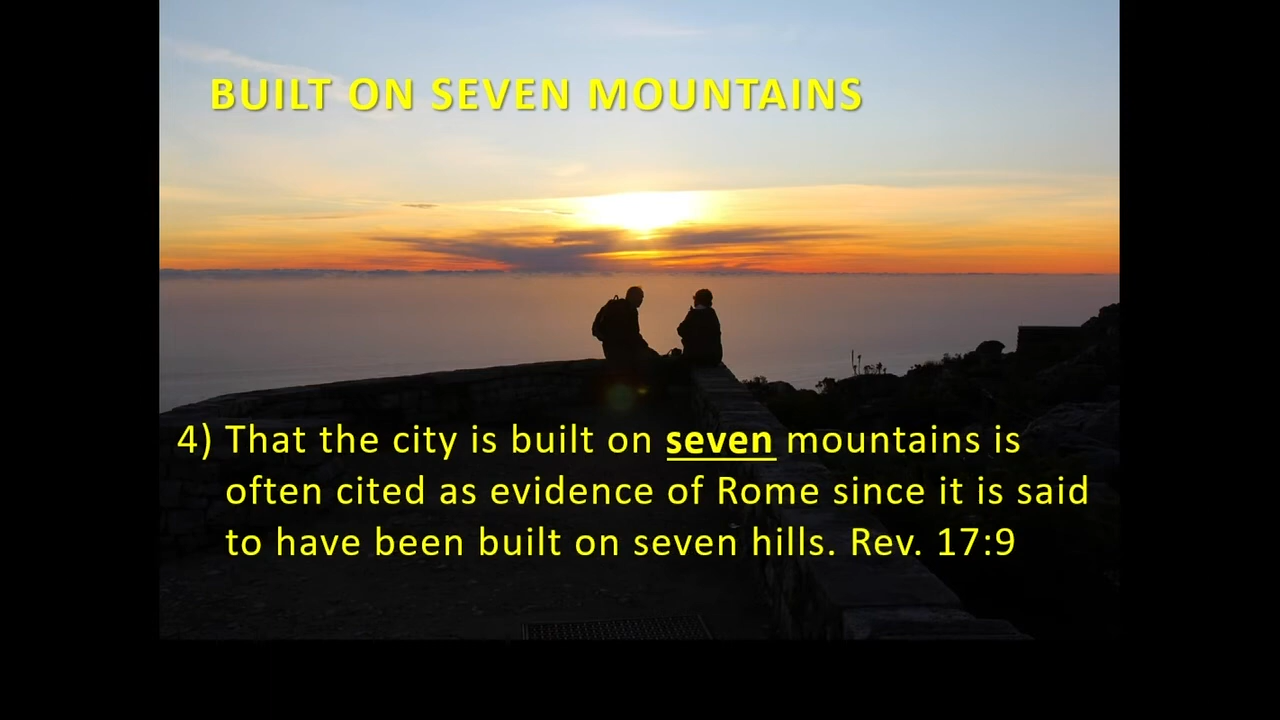 BUILT ON SEVEN MOUNTAINS
4) That the city is built on seven mountains is
often cited as evidence of Rome since it is said
to have been built on seven hills. Rev. 17:9